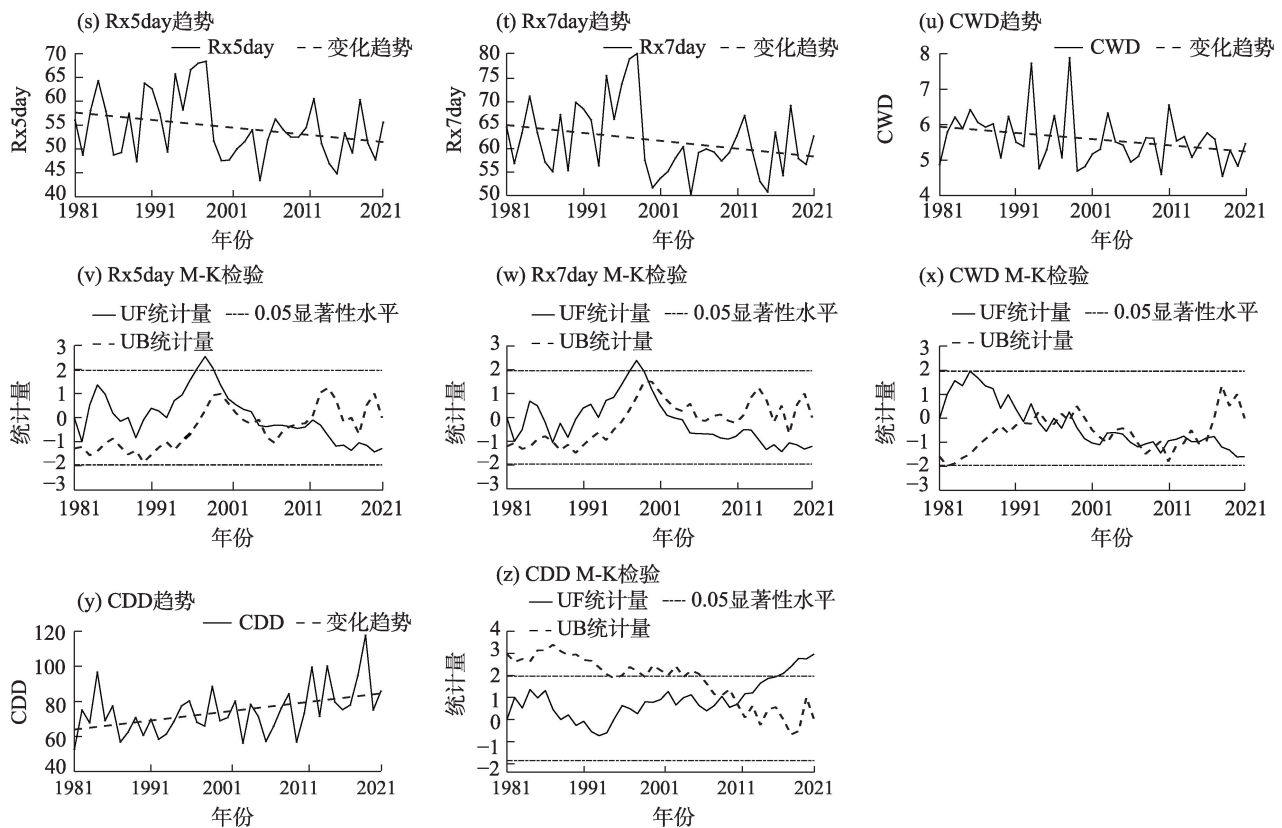 (s) Rx5day趋势
Rx5day 变化趋势
Rx5day
70
65
60
55
50
45
40
1981 1991 2001 2011 2021
年份
(t) Rx7day趋势
Rx7day 变化趋势
Rx7day
80
75
70
65
60
55
50
1981 1991 2001 2011 2021
年份
(u) CWD趋势
CWD 变化趋势
CWD
8
7
6
5
4
1981 1991 2001 2011 2021
年份
(v) Rx5day M-K检验
UF统计量 0.05显著性水平
UB统计量
统计量
3
2
1
0
−1
−2
−3
1981 1991 2001 2011 2021
年份
(w) Rx7day M-K检验
UF统计量 0.05显著性水平
UB统计量
统计量
3
2
1
0
−1
−2
−3
1981 1991 2001 2011 2021
年份
(x) CWD M-K检验
UF统计量 0.05显著性水平
UB统计量
统计量
3
2
1
0
−1
−2
−3
1981 1991 2001 2011 2021
年份
(y) CDD趋势
CDD 变化趋势
CDD
120
100
80
60
40
1981 1991 2001 2011 2021
年份
(z) CDD M-K检验
UF统计量 0.05显著性水平
UB统计量
统计量
4
3
2
1
0
−1
−2
1981 1991 2001 2011 2021
年份